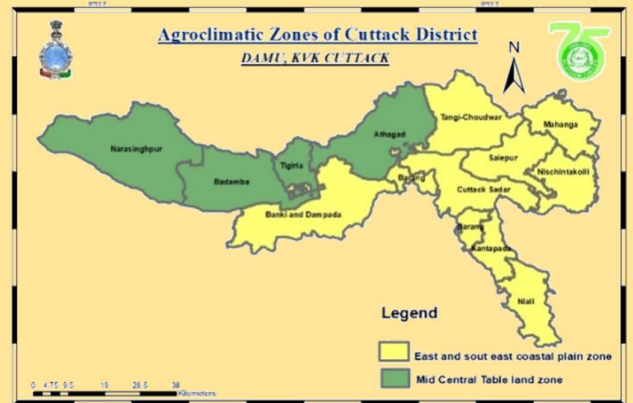 Agroclimatic Zones of Cuttack District
DAMU, KVK CUTTACK
N
75
Narasinghpur
Badamba
Tigiria
Athagad
Tangi-Choudwar
Mahanga
Salepur
Nischintakoili
Cuttack Sadar
Banki and Dampada
Barang
Kantapada
Niali
Legend
East and sout east coastal plain zone
Mid Central Table land zone
0 4.75 9.5 19 28.5 38
Kilometers